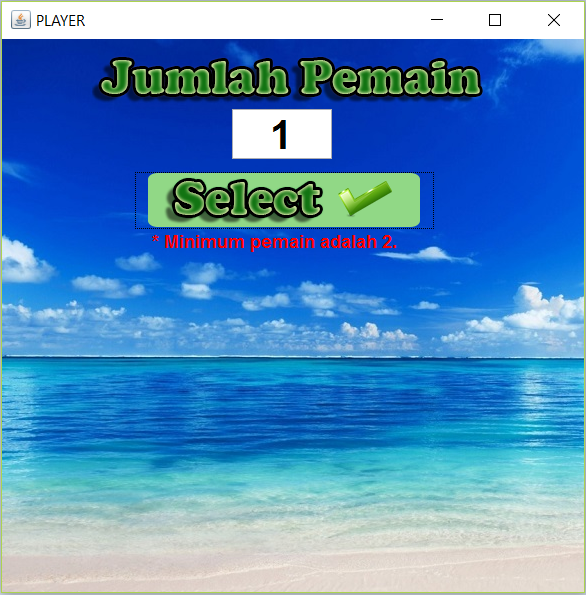 PLAYER
Jumlah Pemain
1
Select
* Minimum pemain adalah 2.